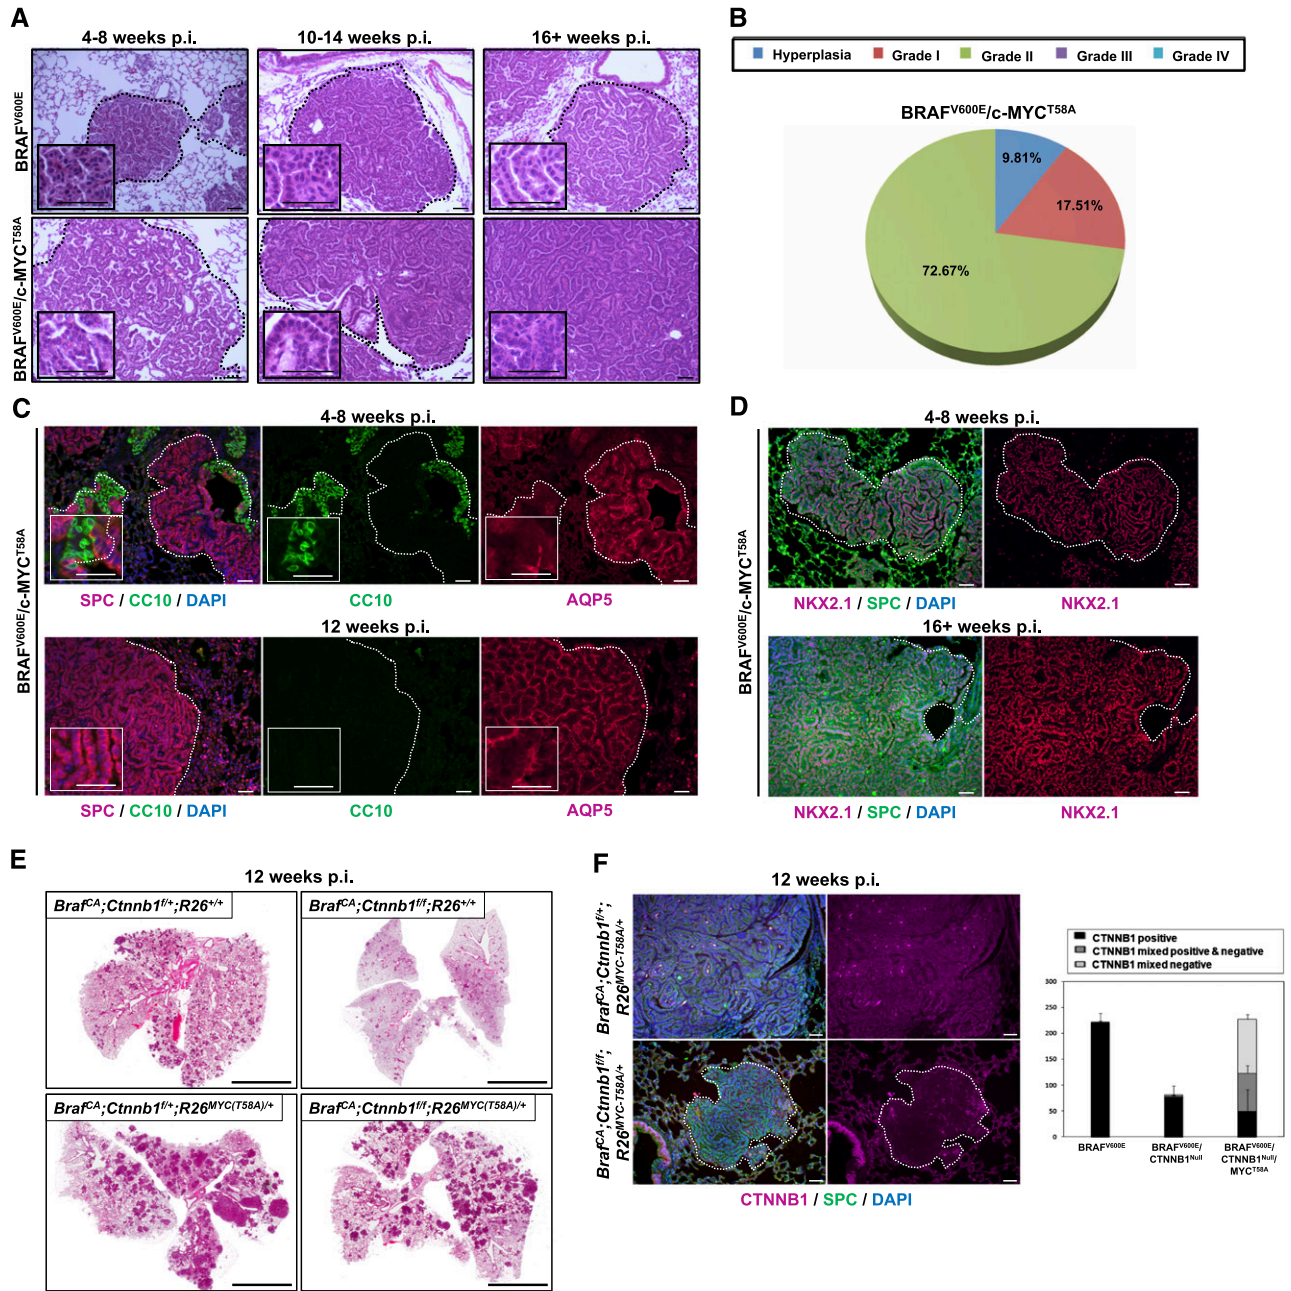 A
4-8 weeks p.i.
10-14 weeks p.i.
16+ weeks p.i.
BRAFV600E
BRAFV600E/c-MYCT58A
B
Hyperplasia
Grade I
Grade II
Grade III
Grade IV
BRAFV600E/c-MYCT58A
9.81%
17.51%
72.67%
C
4-8 weeks p.i.
BRAFV600E/c-MYCT58A
SPC / CC10 / DAPI
CC10
AQP5
12 weeks p.i.
SPC / CC10 / DAPI
CC10
AQP5
D
4-8 weeks p.i.
BRAFV600E/c-MYCT58A
NKX2.1 / SPC / DAPI
NKX2.1
16+ weeks p.i.
NKX2.1 / SPC / DAPI
NKX2.1
E
12 weeks p.i.
BrafCA;Ctnnb1f/+;R26+/+
BrafCA;Ctnnb1f/f;R26+/+
BrafCA;Ctnnb1f/+;R26MYC(T58A)/+
BrafCA;Ctnnb1f/f;R26MYC(T58A)/+
F
12 weeks p.i.
BrafCA;Ctnnb1f/+;
R26MYC-T58A/+
BrafCA;Ctnnb1f/f;
R26MYC-T58A/+
CTNNB1 / SPC / DAPI
CTNNB1 positive
CTNNB1 mixed positive & negative
CTNNB1 mixed negative
300
250
200
150
100
50
0
BRAFV600E
BRAFV600E/
CTNNB1Null
BRAFV600E/
CTNNB1Null/
MYCT58A